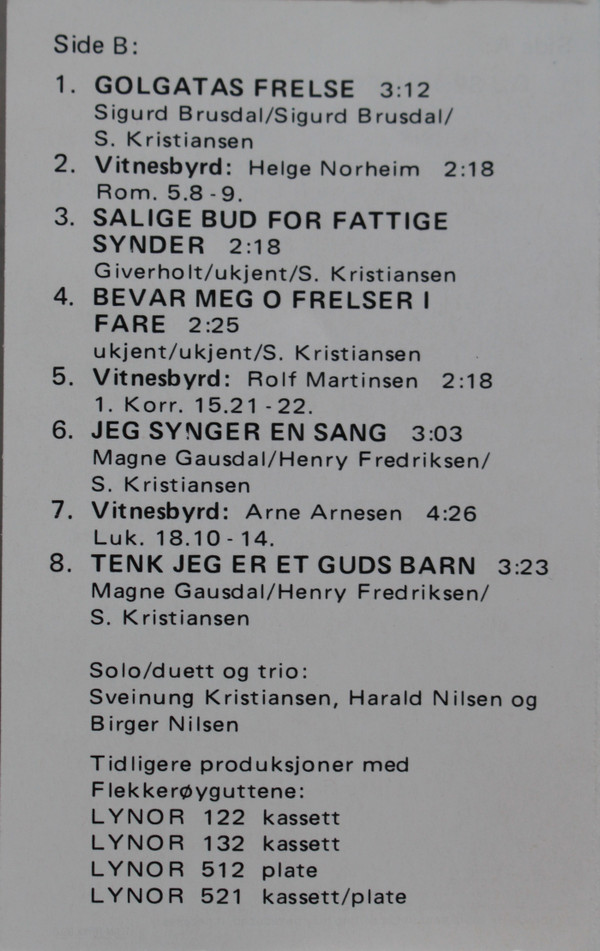 Side B:
1. GOLGATAS FRELSE 3:12
Sigurd Brusdal/Sigurd Brusdal/
S. Kristiansen
2. Vitnesbyrd: Helge Norheim 2:18
Rom. 5.8 - 9.
3. SALIGE BUD FOR FATTIGE
SYNDER 2:18
Giverholt/ukjent/S. Kristiansen
4. BEVAR MEG O FRELSER I
FARE 2:25
ukjent/ukjent/S. Kristiansen
5. Vitnesbyrd: Rolf Martinsen 2:18
1. Korr. 15.21 - 22.
6. JEG SYNGER EN SANG 3:03
Magne Gausdal/Henry Fredriksen/
S. Kristiansen
7. Vitnesbyrd: Arne Arnesen 4:26
Luk. 18.10 - 14.
8. TENK JEG ER ET GUDS BARN 3:23
Magne Gausdal/Henry Fredriksen/
S. Kristiansen
Solo/duett og trio:
Sveinung Kristiansen, Harald Nilsen og
Birger Nilsen
Tidligere produksjoner med
Flekkerøyguttene:
LYNOR 122 kassett
LYNOR 132 kassett
LYNOR 512 plate
LYNOR 521 kassett/plate